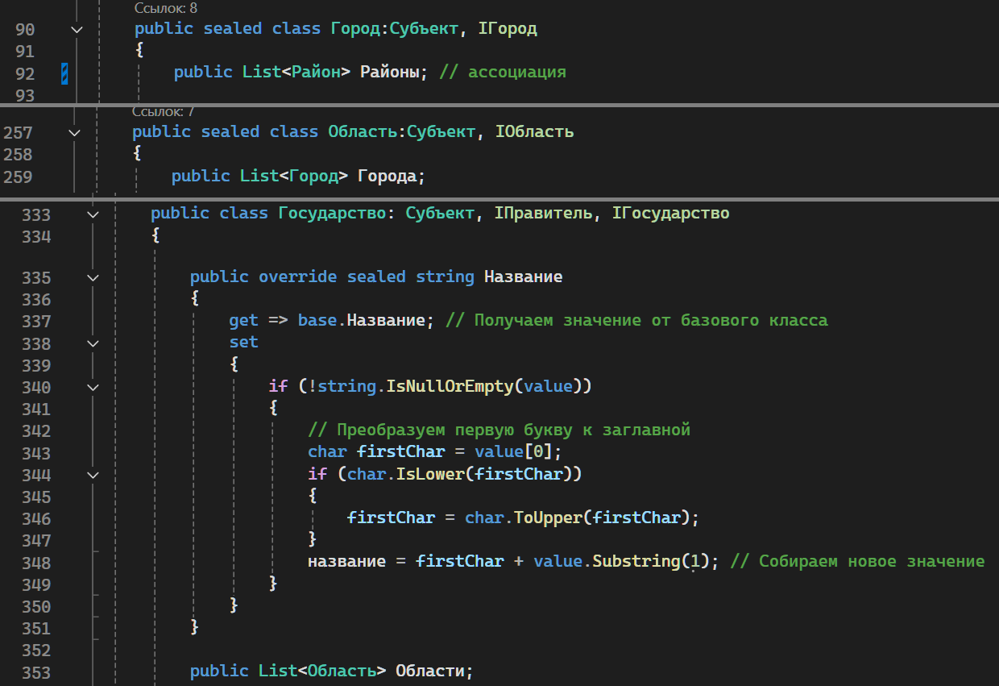 Ссылок: 8
90 public sealed class Город:Субъект, IГород
91 {
92 public List<Район> Районы; // ассоциация
93
Ссылок: 7
257 public sealed class Область:Субъект, IОбласть
258 {
259 public List<Город> Города;
333 public class Государство: Субъект, IПравитель, IГосударство
334 {
335 public override sealed string Название
336 {
337 get => base.Название; // Получаем значение от базового класса
338 set
339 {
340 if (!string.IsNullOrEmpty(value))
341 {
342 // Преобразуем первую букву к заглавной
343 char firstChar = value[0];
344 if (char.IsLower(firstChar))
345 {
346 firstChar = char.ToUpper(firstChar);
347 }
348 название = firstChar + value.Substring(1); // Собираем новое значение
349 }
350 }
351 }
352
353 public List<Область> Области;